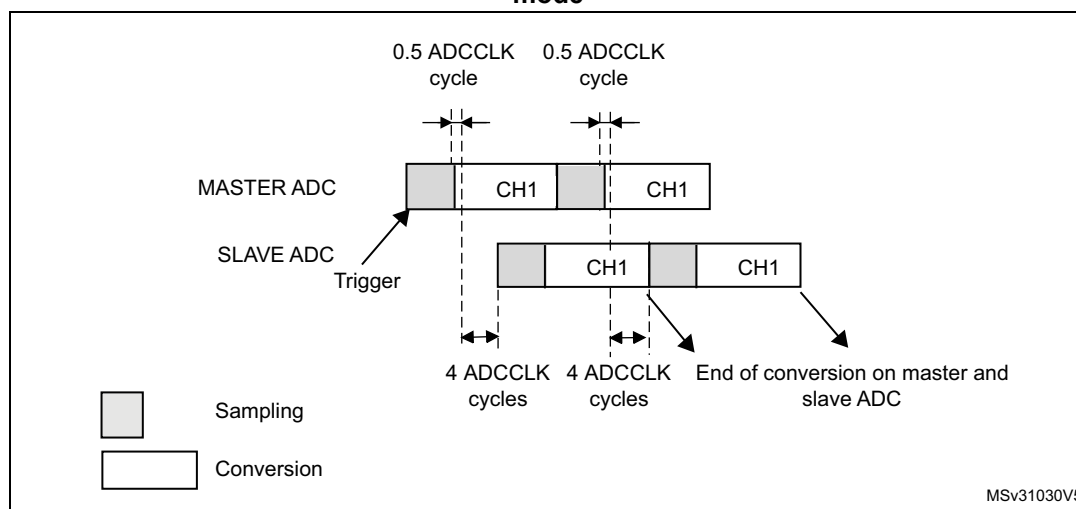 mode
0.5 ADCCLK
cycle
0.5 ADCCLK
cycle
MASTER ADC
CH1
CH1
SLAVE ADC
Trigger
CH1
CH1
4 ADCCLK
cycles
4 ADCCLK
cycles
End of conversion on master and
slave ADC
Sampling
Conversion
MSv31030V5